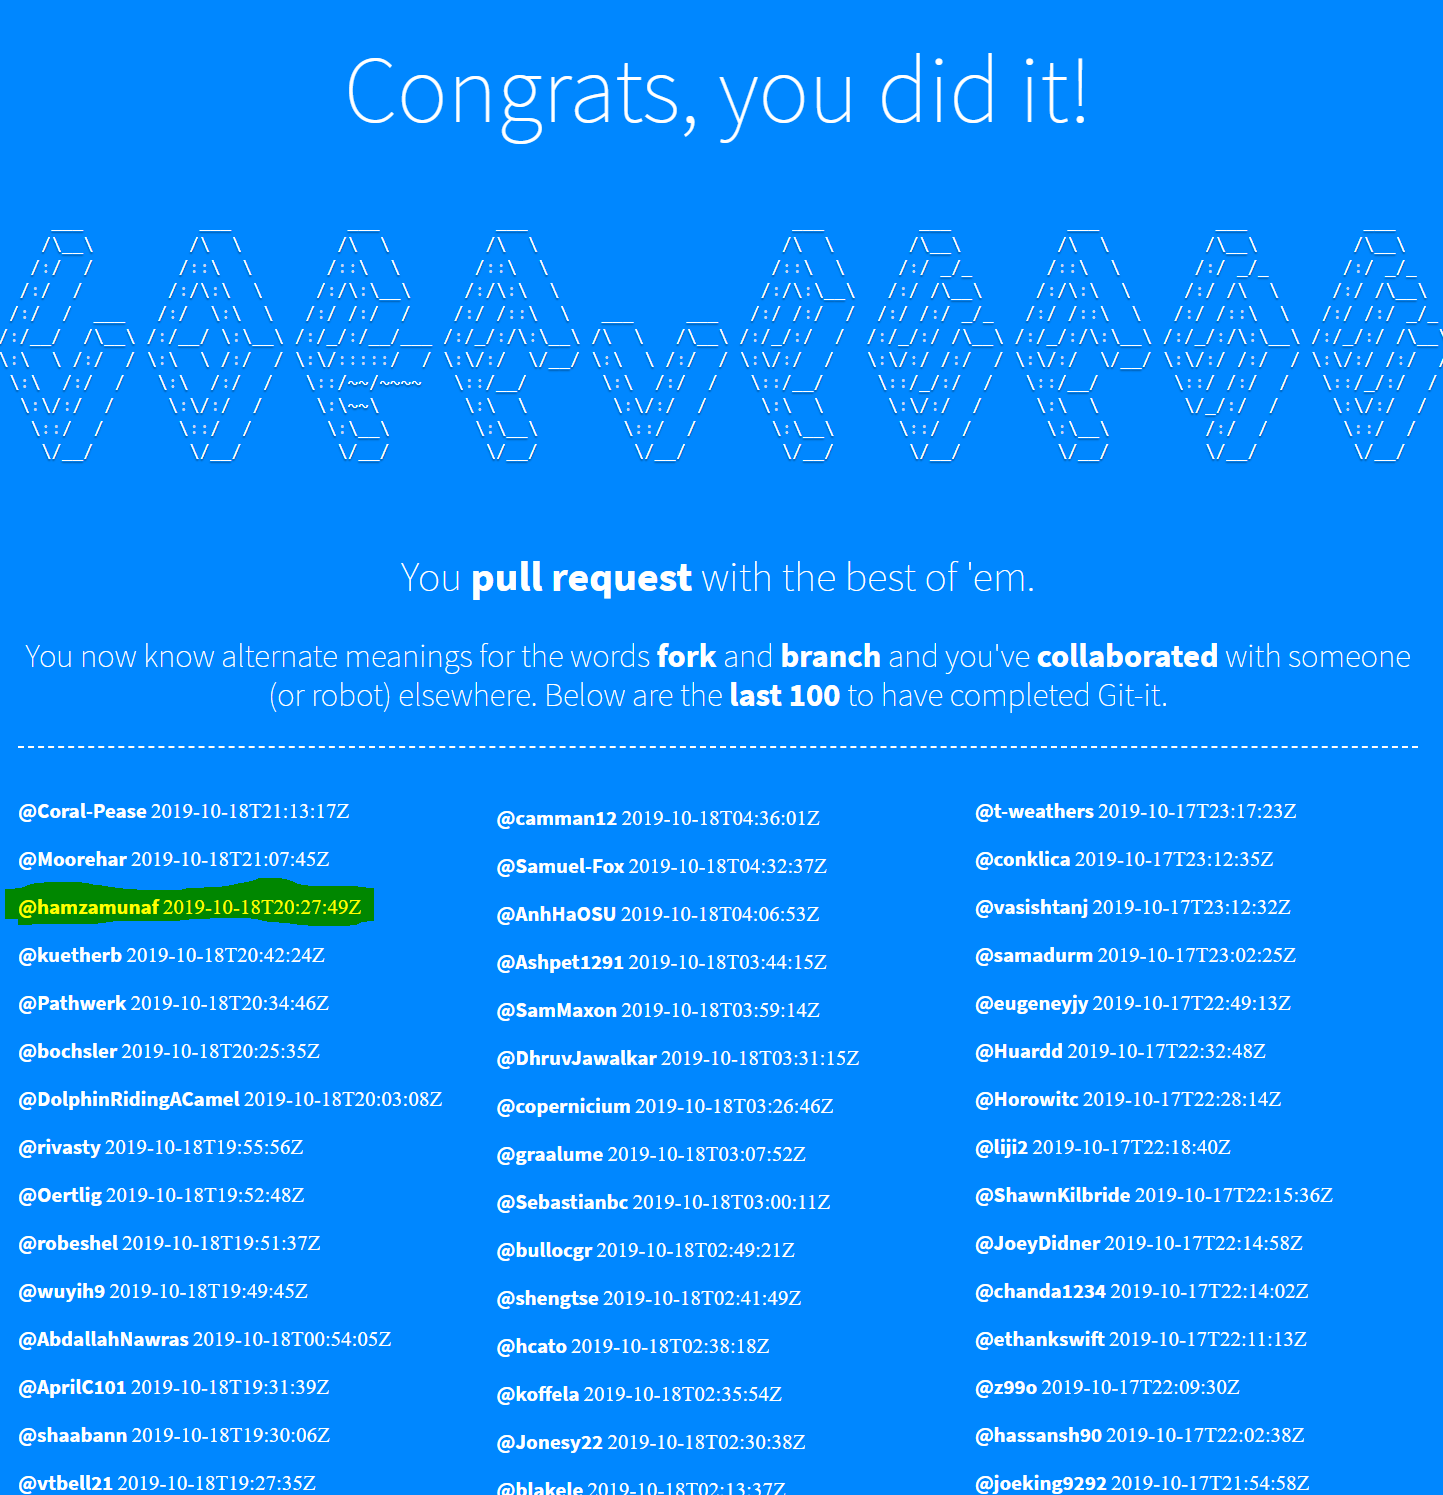 Congrats, you did it!
You pull request with the best of 'em.
You now know alternate meanings for the words fork and branch and you've collaborated with someone
(or robot) elsewhere. Below are the last 100 to have completed Git-it.
@Coral-Pease 2019-10-18T21:13:17Z
@Moorehar 2019-10-18T21:07:45Z
@hamzamunaf 2019-10-18T20:27:49Z
@kuetherb 2019-10-18T20:42:24Z
@Pathwerk 2019-10-18T20:34:46Z
@bochsler 2019-10-18T20:25:35Z
@DolphinRidingACamel 2019-10-18T20:03:08Z
@rivasty 2019-10-18T19:55:56Z
@Oertlig 2019-10-18T19:52:48Z
@robeshel 2019-10-18T19:51:37Z
@wuyih9 2019-10-18T19:49:45Z
@AbdallahNawras 2019-10-18T00:54:05Z
@AprilC101 2019-10-18T19:31:39Z
@shaabann 2019-10-18T19:30:06Z
@vtbell21 2019-10-18T19:27:35Z
@camman12 2019-10-18T04:36:01Z
@Samuel-Fox 2019-10-18T04:32:37Z
@AnhHaOSU 2019-10-18T04:06:53Z
@Ashpet1291 2019-10-18T03:44:15Z
@SamMaxon 2019-10-18T03:59:14Z
@DhruvJawalkar 2019-10-18T03:31:15Z
@copernicium 2019-10-18T03:26:46Z
@graalume 2019-10-18T03:07:52Z
@Sebastianbc 2019-10-18T03:00:11Z
@bullocgr 2019-10-18T02:49:21Z
@shengtse 2019-10-18T02:41:49Z
@hcato 2019-10-18T02:38:18Z
@koffela 2019-10-18T02:35:54Z
@Jonesy22 2019-10-18T02:30:38Z
@blakele 2019-10-18T02:13:37Z
@t-weathers 2019-10-17T23:17:23Z
@conklica 2019-10-17T23:12:35Z
@vasishtanj 2019-10-17T23:12:32Z
@samadurm 2019-10-17T23:02:25Z
@eugeneyjy 2019-10-17T22:49:13Z
@Huardd 2019-10-17T22:32:48Z
@Horowitc 2019-10-17T22:28:14Z
@liji2 2019-10-17T22:18:40Z
@ShawnKilbride 2019-10-17T22:15:36Z
@JoeyDidner 2019-10-17T22:14:58Z
@chanda1234 2019-10-17T22:14:02Z
@ethankswift 2019-10-17T22:11:13Z
@z99o 2019-10-17T22:09:30Z
@hassansh90 2019-10-17T22:02:38Z
@joeking9292 2019-10-17T21:54:58Z